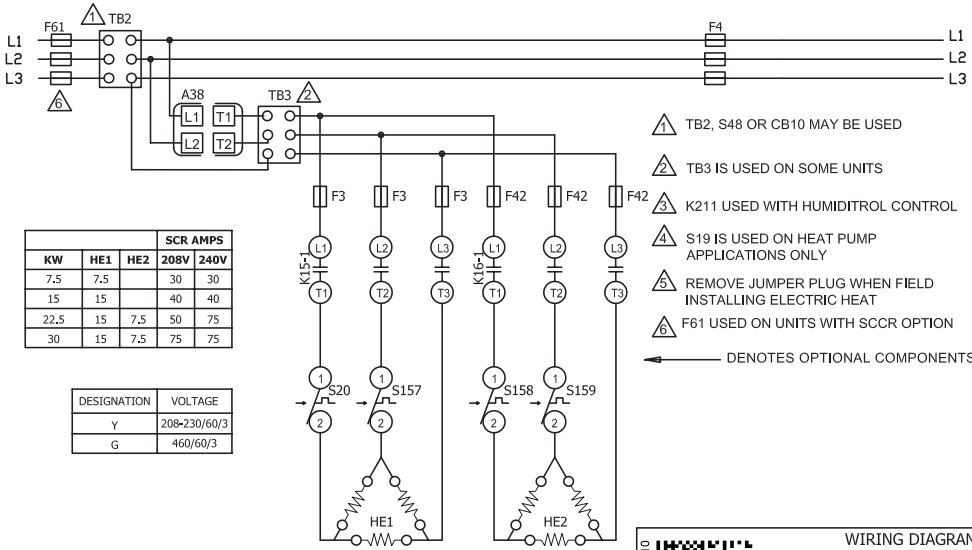 F61
1
TB2
F4
L1
L1
L2
L2
L3
L3
6
A38
TB3
2
L1
T1
L2
T2
F3
F3
F3
F42
F42
F42
L1
L2
L3
L1
L2
L3
K15-1
K16-1
T1
T2
T3
T1
T2
T3
1
S20
1
S157
1
S158
1
S159
2
2
2
2
HE1
HE2
1 TB2, S48 OR CB10 MAY BE USED
2 TB3 IS USED ON SOME UNITS
3 K211 USED WITH HUMIDITROL CONTROL
4 S19 IS USED ON HEAT PUMP
APPLICATIONS ONLY
5 REMOVE JUMPER PLUG WHEN FIELD
INSTALLING ELECTRIC HEAT
6 F61 USED ON UNITS WITH SCCR OPTION
DENOTES OPTIONAL COMPONENTS
SCR AMPS
KW HE1 HE2 208V 240V
7.5 7.5 30 30
15 15 40 40
22.5 15 7.5 50 75
30 15 7.5 75 75
DESIGNATION VOLTAGE
Y 208-230/60/3
G 460/60/3
WIRING DIAGRAM